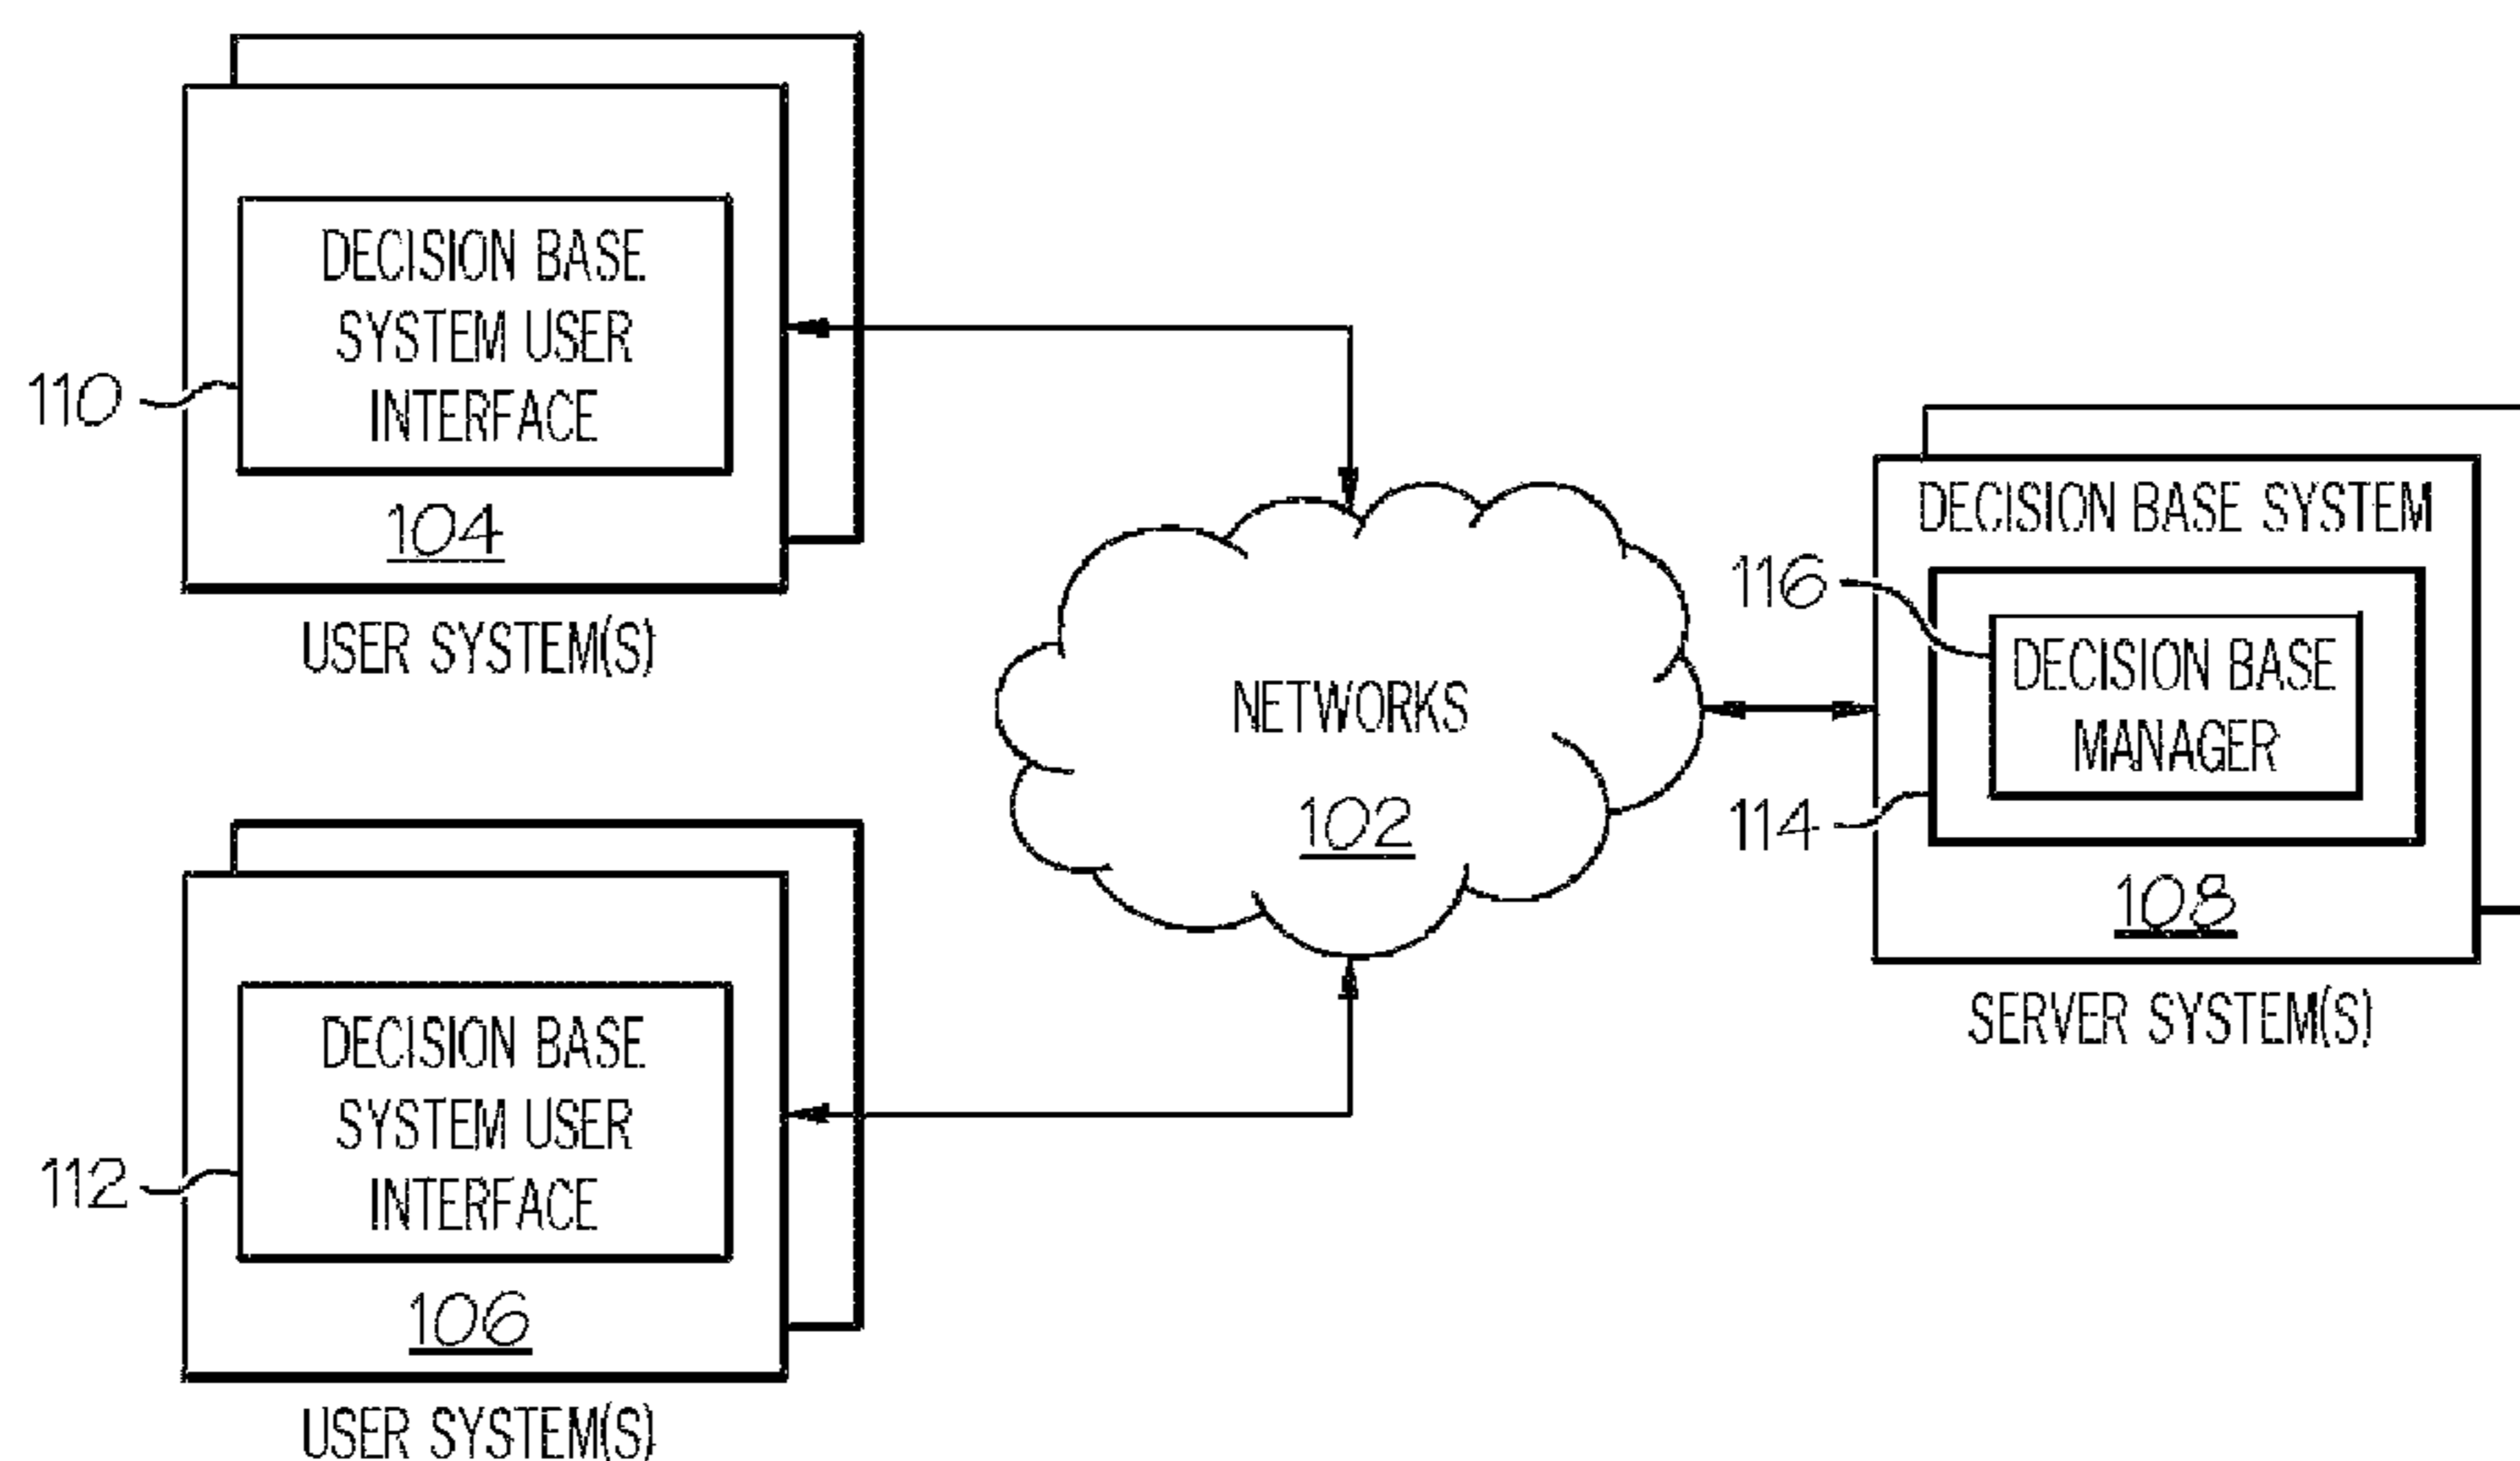 DECISION BASE
SYSTEM USER
INTERFACE
110
104
USER SYSTEM(S)
DECISION BASE SYSTEM
116
DECISION BASE
MANAGER
114
108
SERVER SYSTEM(S)
NETWORKS
102
DECISION BASE
SYSTEM USER
INTERFACE
112
106
USER SYSTEM(S)